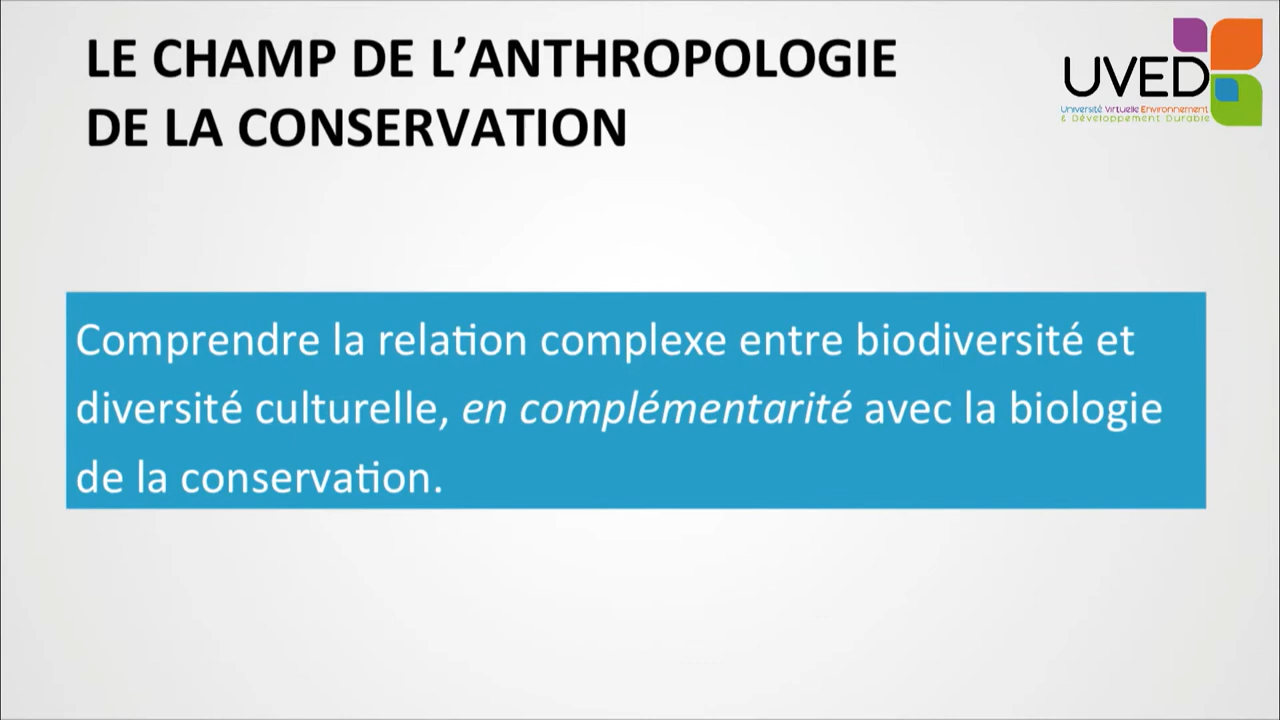 LE CHAMP DE L’ANTHROPOLOGIE
DE LA CONSERVATION
UVED
Université Virtuelle Environnement
& Développement Durable
Comprendre la relation complexe entre biodiversité et
diversité culturelle, en complémentarité avec la biologie
de la conservation.